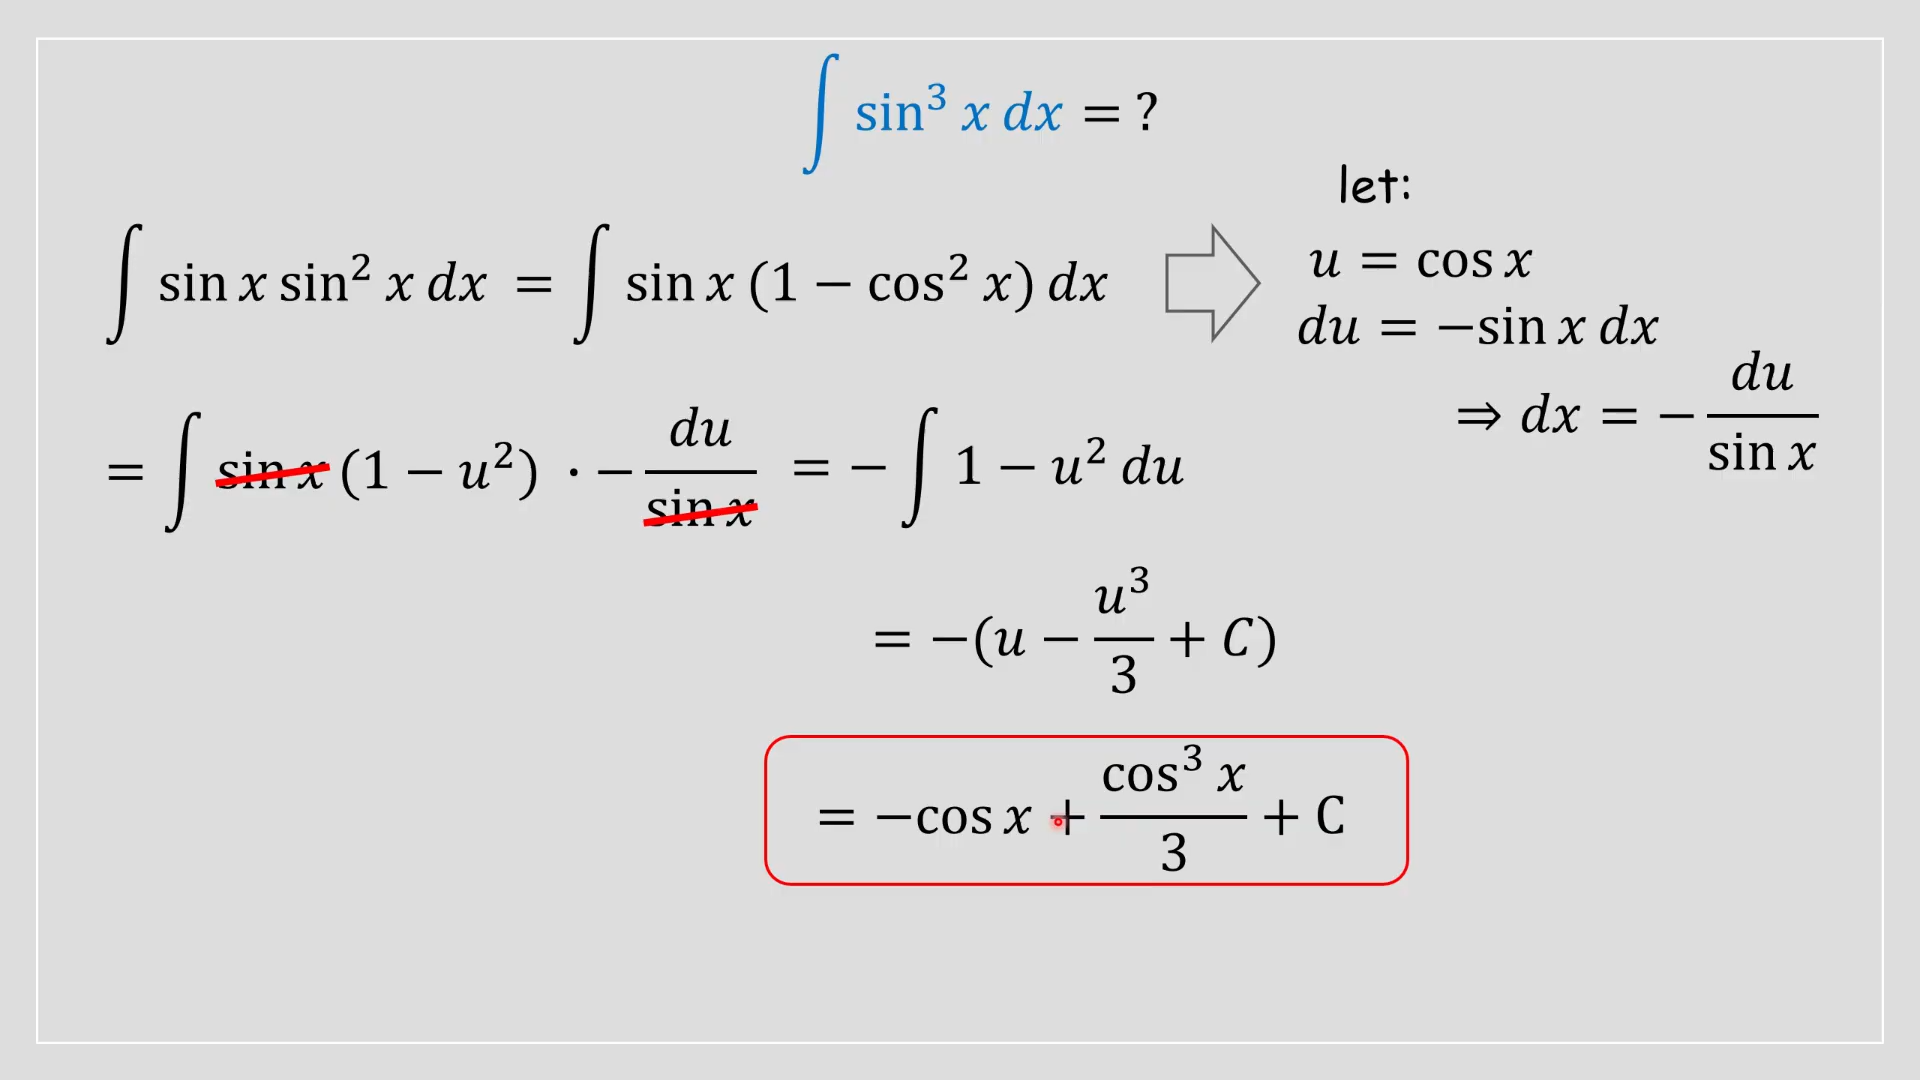 ∫ sin³ x dx = ?
let:
∫ sin x sin² x dx = ∫ sin x (1 − cos² x) dx
u = cos x
du = −sin x dx
⇒ dx = − du/sin x
= ∫ sin x (1 − u²) · − du/sin x = − ∫ 1 − u² du
= −(u − u³/3 + C)
= −cos x + cos³ x/3 + C